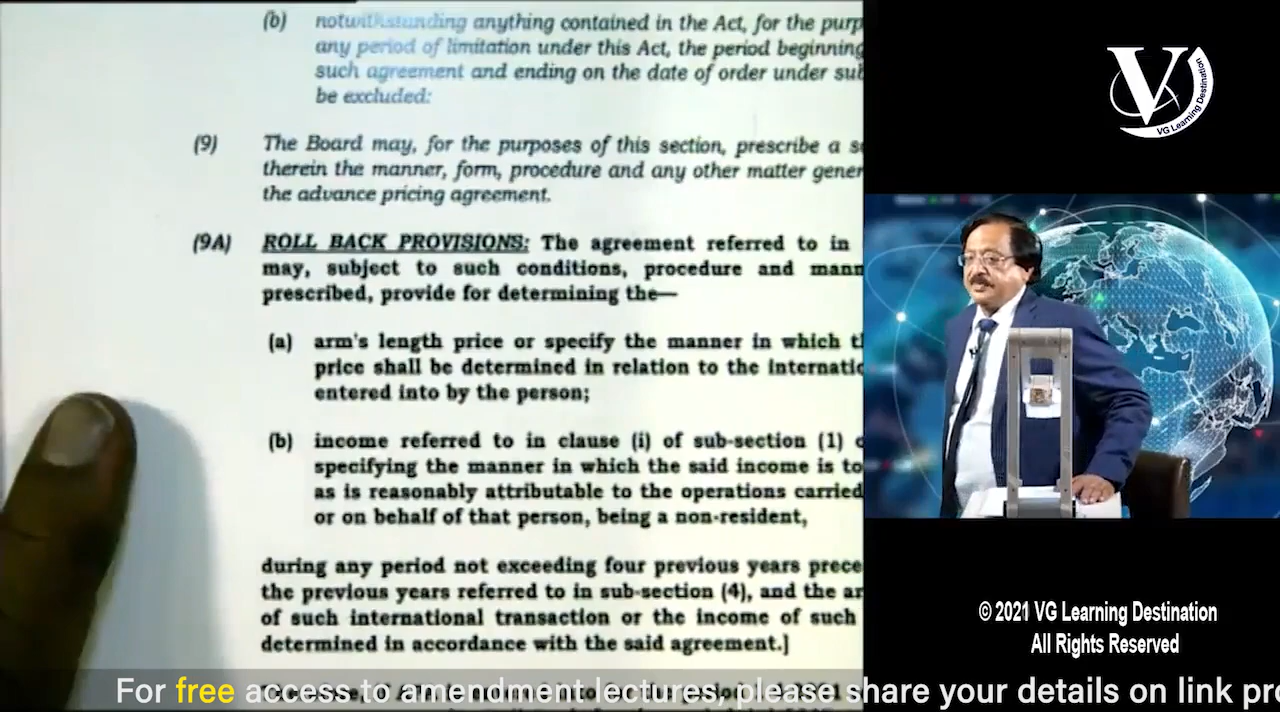 (b) notwithstanding anything contained in the Act, for the purp
any period of limitation under this Act, the period beginning
such agreement and ending on the date of order under sub
be excluded:
(9) The Board may, for the purposes of this section, prescribe a
therein the manner, form, procedure and any other matter gener
the advance pricing agreement.
(9A) ROLL BACK PROVISIONS: The agreement referred to in
may, subject to such conditions, procedure and mann
prescribed, provide for determining the—
(a) arm's length price or specify the manner in which
price shall be determined in relation to the internatio
entered into by the person;
(b) income referred to in clause (i) of sub-section (1)
specifying the manner in which the said income is to
as is reasonably attributable to the operations carried
or on behalf of that person, being a non-resident,
during any period not exceeding four previous years prece
the previous years referred to in sub-section (4), and the ar
of such international transaction or the income of such
determined in accordance with the said agreement.]
V
VG Learning Destination
© 2021 VG Learning Destination
All Rights Reserved
For free access to amendment lectures, please share your details on link pro